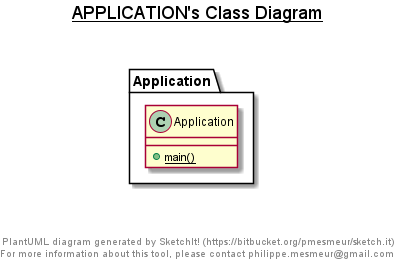 APPLICATION's Class Diagram
Application
C Application
main()
PlantUML diagram generated by SketchIt! (https://bitbucket.org/pmesmeur/sketch.it)
For more information about this tool, please contact philippe.mesmeur@gmail.com